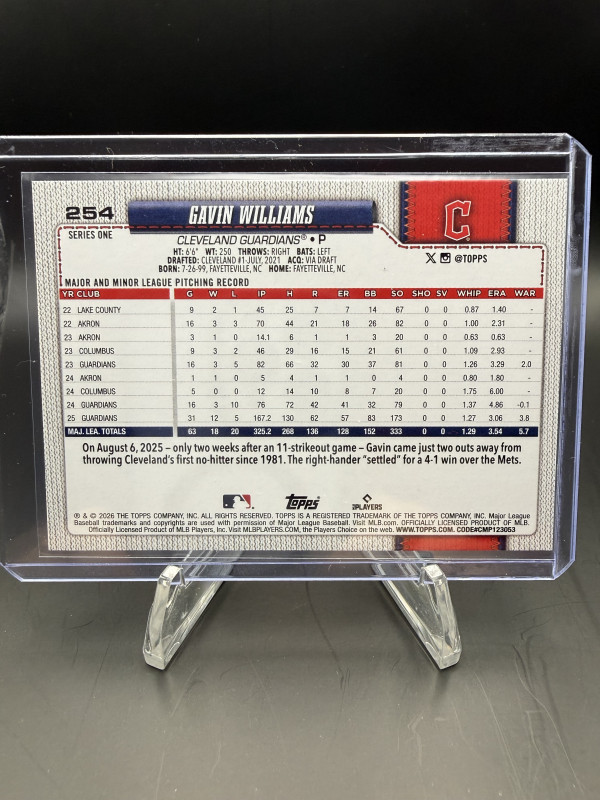 254 GAVIN WILLIAMS
SERIES ONE
C
CLEVELAND GUARDIANS® • P
HT: 6'6" WT: 250 THROWS: RIGHT BATS: LEFT
DRAFTED: CLEVELAND #1-JULY, 2021 ACQ: VIA DRAFT
BORN: 7-26-99, FAYETTEVILLE, NC HOME: FAYETTEVILLE, NC
X @TOPPS
MAJOR AND MINOR LEAGUE PITCHING RECORD
YR CLUB G W L IP H R ER BB SO SHO SV WHIP ERA WAR
22 LAKE COUNTY 9 2 1 45 25 7 7 14 67 0 0 0.87 1.40 -
22 AKRON 16 3 3 70 44 21 18 26 82 0 0 1.00 2.31 -
23 AKRON 3 1 0 14.1 6 1 1 3 20 0 0 0.63 0.63 -
23 COLUMBUS 9 3 2 46 29 16 15 21 61 0 0 1.09 2.93 -
23 GUARDIANS 16 3 5 82 66 32 30 37 81 0 0 1.26 3.29 2.0
24 AKRON 1 1 0 5 4 1 1 0 4 0 0 0.80 1.80 -
24 COLUMBUS 5 0 0 12 14 10 8 7 20 0 0 1.75 6.00 -
24 GUARDIANS 16 3 10 76 72 42 41 32 79 0 0 1.37 4.86 -0.1
25 GUARDIANS 31 12 5 167.2 130 62 57 83 173 0 0 1.27 3.06 3.8
MAJ. LEA. TOTALS 63 18 20 325.2 268 136 128 152 333 0 0 1.29 3.54 5.7
On August 6, 2025 – only two weeks after an 11-strikeout game – Gavin came just two outs away from
throwing Cleveland's first no-hitter since 1981. The right-hander "settled" for a 4-1 win over the Mets.
topps PLAYERS
® & © 2026 THE TOPPS COMPANY, INC. ALL RIGHTS RESERVED. TOPPS IS A REGISTERED TRADEMARK OF THE TOPPS COMPANY, INC. Major League
Baseball trademarks and copyrights are used with permission of Major League Baseball. Visit MLB.com. OFFICIALLY LICENSED PRODUCT OF MLB.
Officially Licensed Product of MLB Players, Inc. Visit MLBPLAYERS.COM, the Players Choice on the web. WWW.TOPPS.COM. CODE#CMP123053